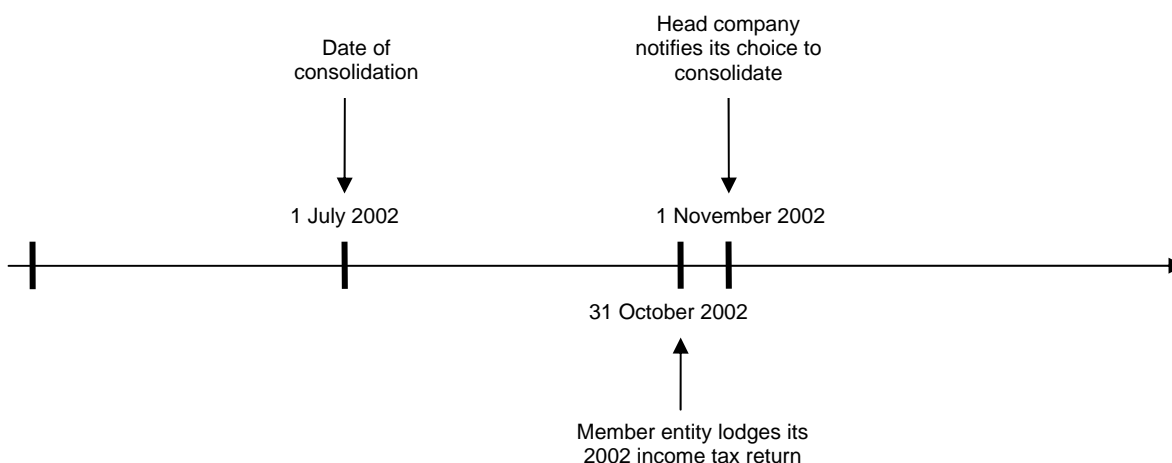 Date of
consolidation
Head company
notifies its choice to
consolidate
1 July 2002
1 November 2002
31 October 2002
Member entity lodges its
2002 income tax return